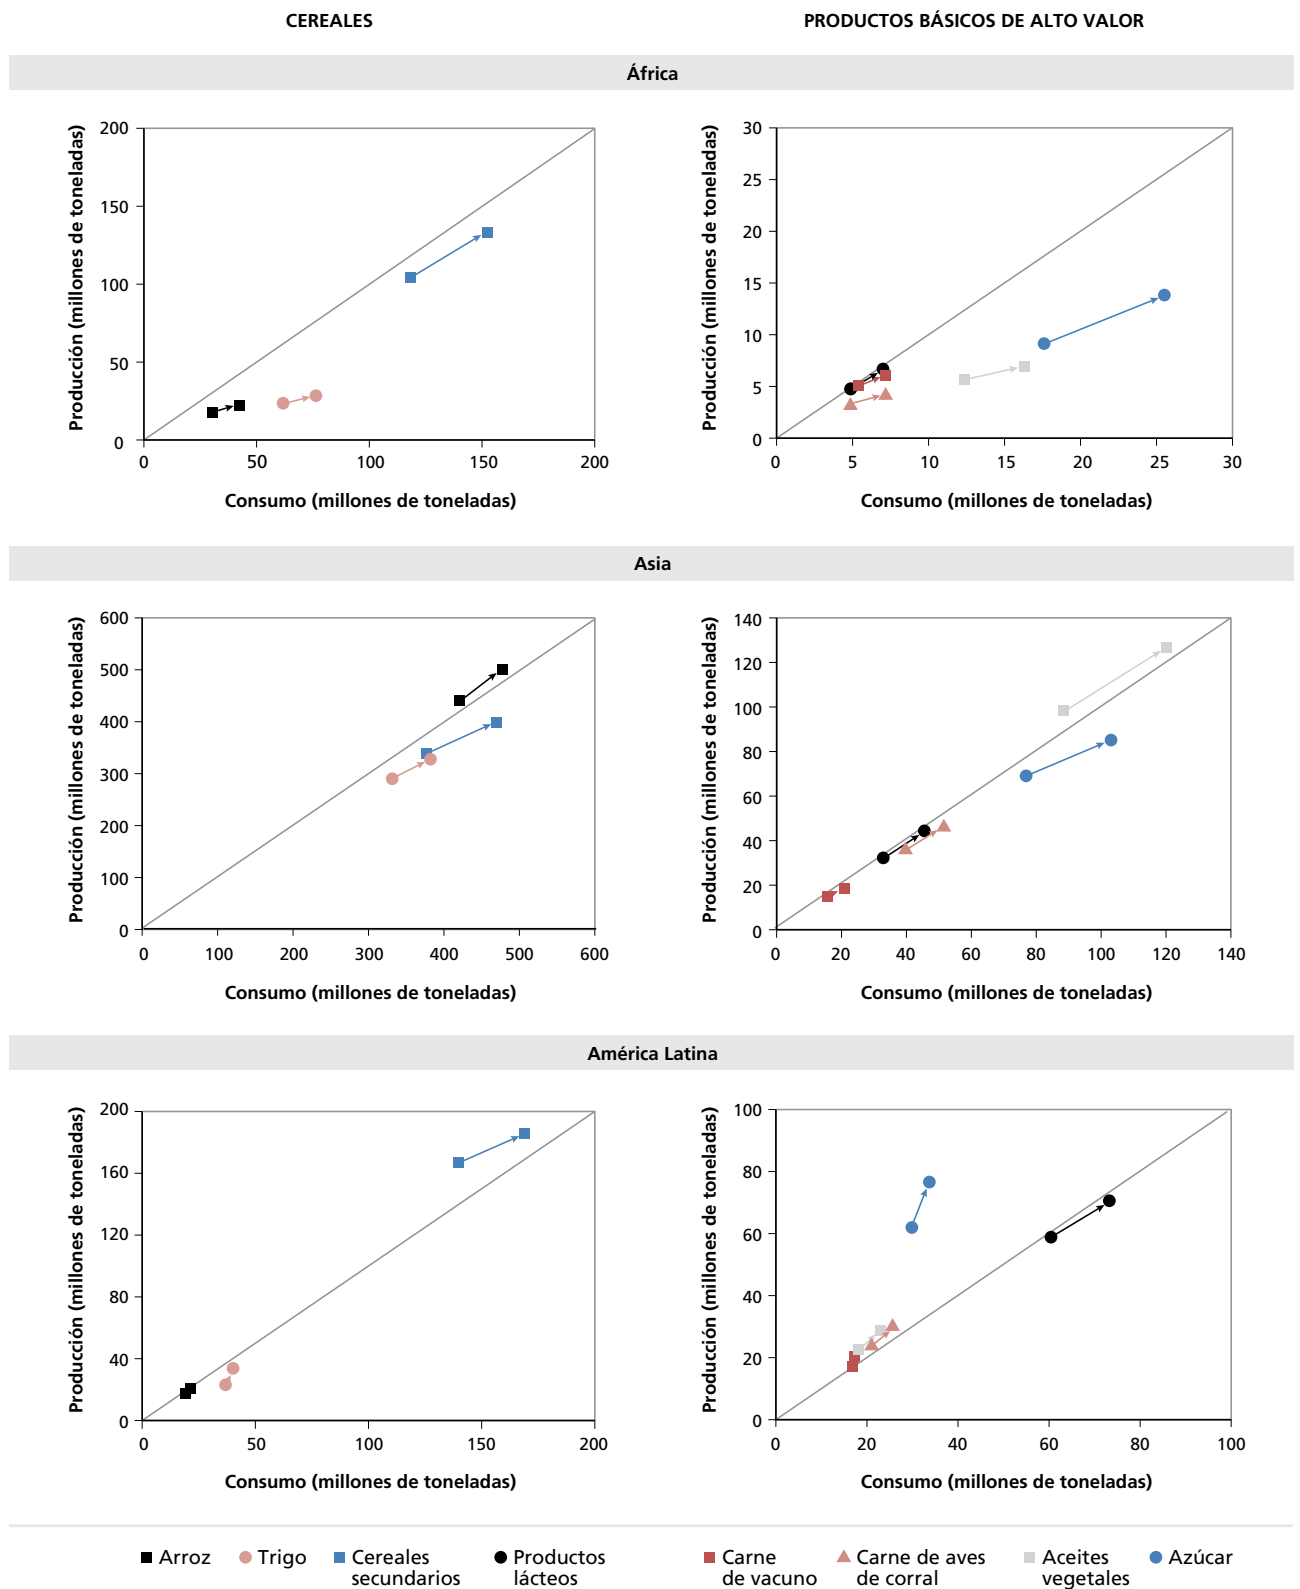 CEREALES
PRODUCTOS BÁSICOS DE ALTO VALOR
África
Producción (millones de toneladas)
200
150
100
50
0
0 50 100 150 200
Consumo (millones de toneladas)
Producción (millones de toneladas)
30
25
20
15
10
5
0
0 5 10 15 20 25 30
Consumo (millones de toneladas)
Asia
Producción (millones de toneladas)
600
500
400
300
200
100
0
0 100 200 300 400 500 600
Consumo (millones de toneladas)
Producción (millones de toneladas)
140
120
100
80
60
40
20
0
0 20 40 60 80 100 120 140
Consumo (millones de toneladas)
América Latina
Producción (millones de toneladas)
200
160
120
80
40
0
0 50 100 150 200
Consumo (millones de toneladas)
Producción (millones de toneladas)
100
80
60
40
20
0
0 20 40 60 80 100
Consumo (millones de toneladas)
Arroz
Trigo
Cereales
secundarios
Productos
lácteos
Carne
de vacuno
Carne de aves
de corral
Aceites
vegetales
Azúcar